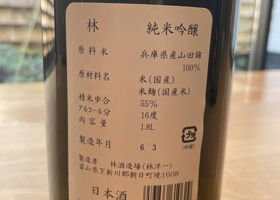 林 純米吟醸
原料米 兵庫県産山田錦
100%
原材料名 米(国産)
米麹(国産米)
精米歩合 55%
アルコール分 16度
内容量 1.8L
製造年月 6. 3
製造者 林酒造場(林洋一)
富山県下新川郡朝日町境1608
日本酒